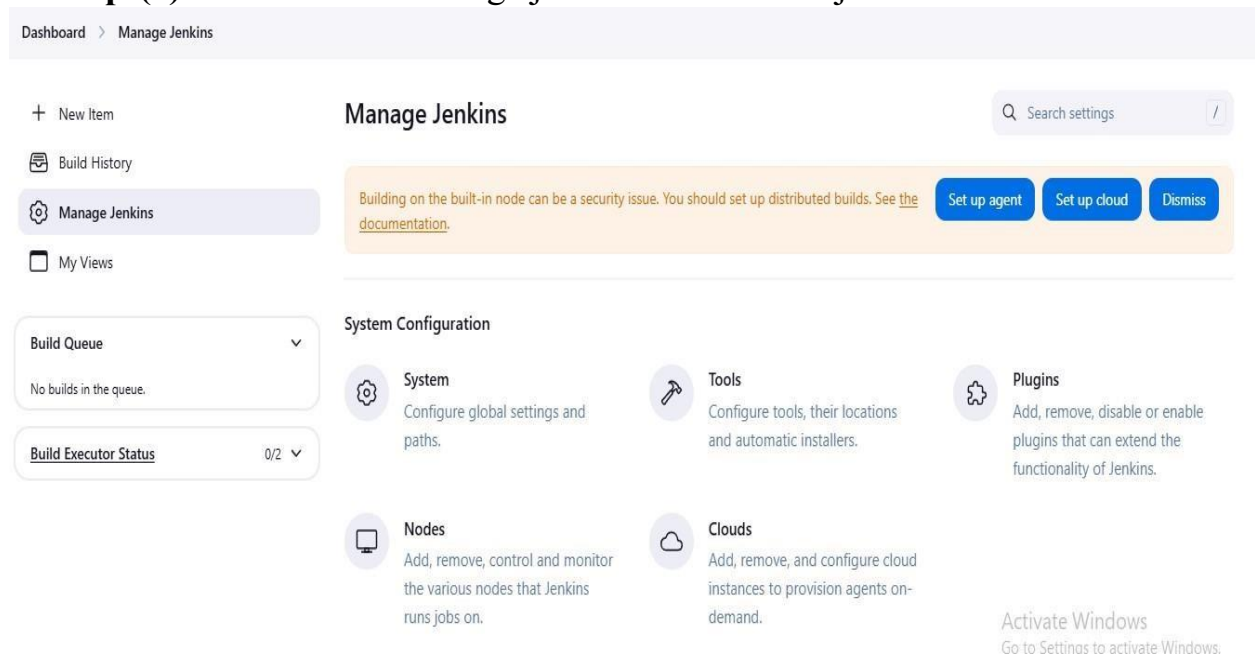 Dashboard > Manage Jenkins
+ New Item
Build History
Manage Jenkins
My Views
Build Queue
No builds in the queue.
Build Executor Status 0/2
Manage Jenkins
Search settings /
Building on the built-in node can be a security issue. You should set up distributed builds. See the
documentation.
Set up agent Set up cloud Dismiss
System Configuration
System
Configure global settings and
paths.
Tools
Configure tools, their locations
and automatic installers.
Plugins
Add, remove, disable or enable
plugins that can extend the
functionality of Jenkins.
Nodes
Add, remove, control and monitor
the various nodes that Jenkins
runs jobs on.
Clouds
Add, remove, and configure cloud
instances to provision agents on-
demand.
Activate Windows
Go to Settings to activate Windows.